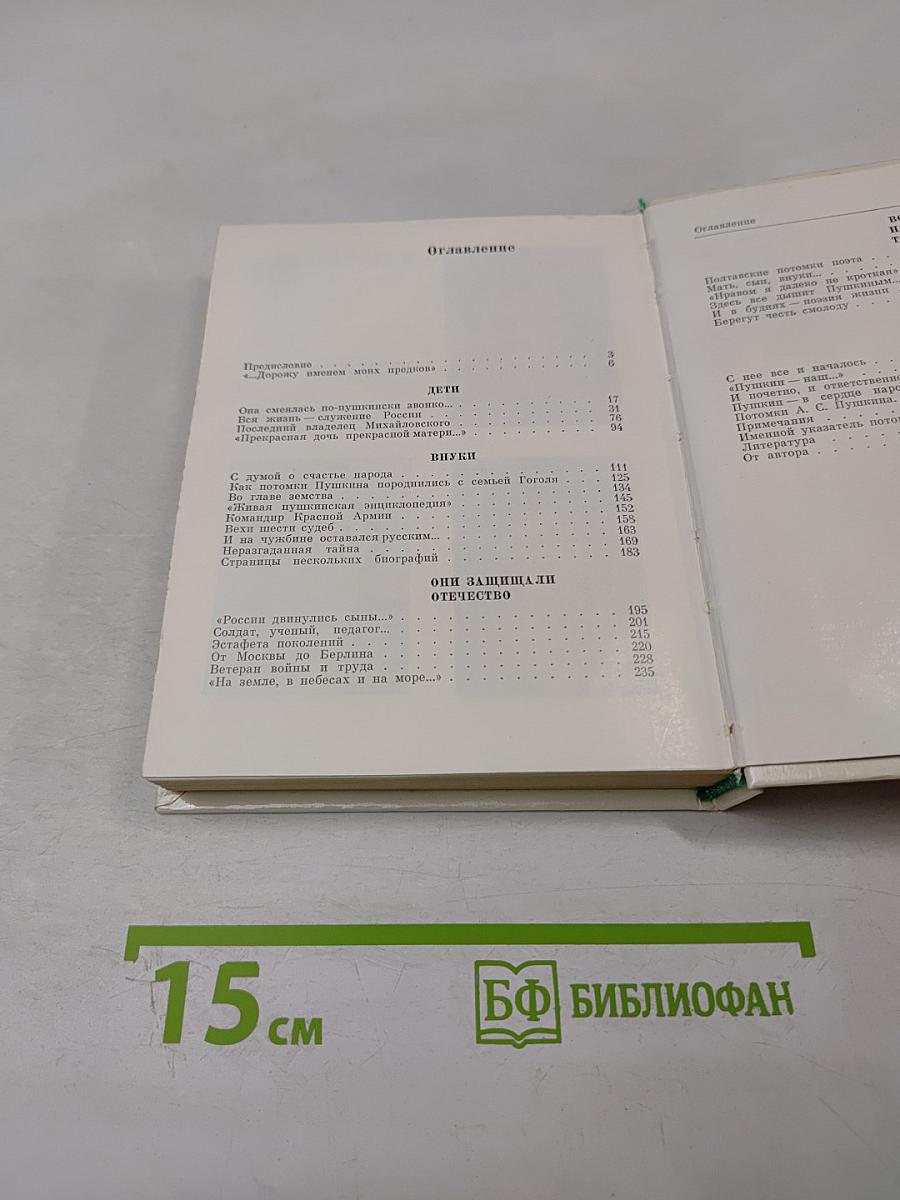 Оглавление
Предисловие . . . . . . . . . . . . . . . . . 3
«...Дорожу именем моих предков» . . . . . . . . . . 6
ДЕТИ
Она смеялась по-пушкински звонко... . . . . . . . . . 17
Вся жизнь — служение России . . . . . . . . . . . 31
Последний владелец Михайловского . . . . . . . . . . 76
«Прекрасная дочь прекрасной матери...» . . . . . . . . 94
ВНУКИ
С думой о счастье народа . . . . . . . . . . . . 111
Как потомки Пушкина породнились с семьей Гоголя . . . 125
Во главе земства . . . . . . . . . . . . . . . 134
«Живая пушкинская энциклопедия» . . . . . . . . . 145
Командир Красной Армии . . . . . . . . . . . . 152
Вехи шести судеб . . . . . . . . . . . . . . . 158
И на чужбине оставался русским... . . . . . . . . . 163
Неразгаданная тайна . . . . . . . . . . . . . . 169
Страницы нескольких биографий . . . . . . . . . . 183
ОНИ ЗАЩИЩАЛИ
ОТЕЧЕСТВО
«России двинулись сыны...» . . . . . . . . . . . . 195
Солдат, ученый, педагог... . . . . . . . . . . . . 201
Эстафета поколений . . . . . . . . . . . . . . 215
От Москвы до Берлина . . . . . . . . . . . . . 220
Ветеран войны и труда . . . . . . . . . . . . . 228
«На земле, в небесах и на море...» . . . . . . . . . 235
Оглавление
Полтавские потомки поэта . .
Мать, сын, внуки... . . . .
«Нравом я далеко не кроткая»
Здесь все дышит Пушкиным...
И в буднях — поэзия жизни .
Берегут честь смолоду . . .
С нее все и началось . .
«Пушкин — наш...» . . .
И почетно, и ответственно
Пушкин — в сердце
Потомки А. С. Пушкина.
Примечания . . . .
Именной указатель
Литература . . . .
От автора . . . . .
15 см
БФ БИБЛИОФАН